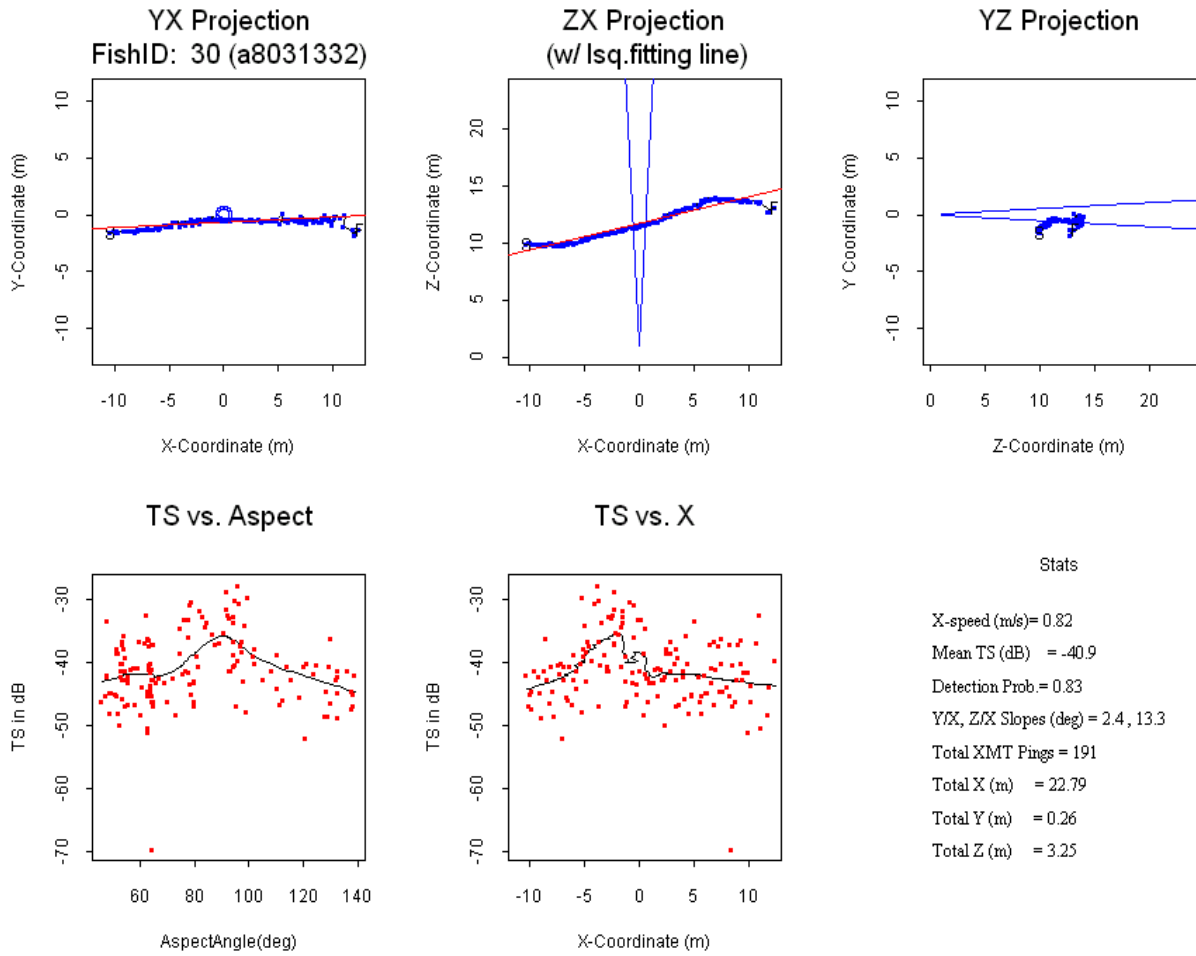 YX Projection
FishID: 30 (a8031332)
ZX Projection
(w/ lsq.fitting line)
YZ Projection
Y-Coordinate (m)
10
5
0
-5
-10
-10
-5
0
5
10
X-Coordinate (m)
S
F
Z-Coordinate (m)
20
15
10
5
0
-10
-5
0
5
10
X-Coordinate (m)
S
F
Y Coordinate (m)
10
5
0
-5
-10
0
5
10
15
20
Z-Coordinate (m)
S
TS vs. Aspect
TS in dB
-30
-40
-50
-60
-70
60
80
100
120
140
AspectAngle(deg)
TS vs. X
TS in dB
-30
-40
-50
-60
-70
-10
-5
0
5
10
X-Coordinate (m)
Stats
X-speed (m/s)= 0.82
Mean TS (dB) = -40.9
Detection Prob.= 0.83
Y/X, Z/X Slopes (deg) = 2.4 , 13.3
Total XMT Pings = 191
Total X (m) = 22.79
Total Y (m) = 0.26
Total Z (m) = 3.25